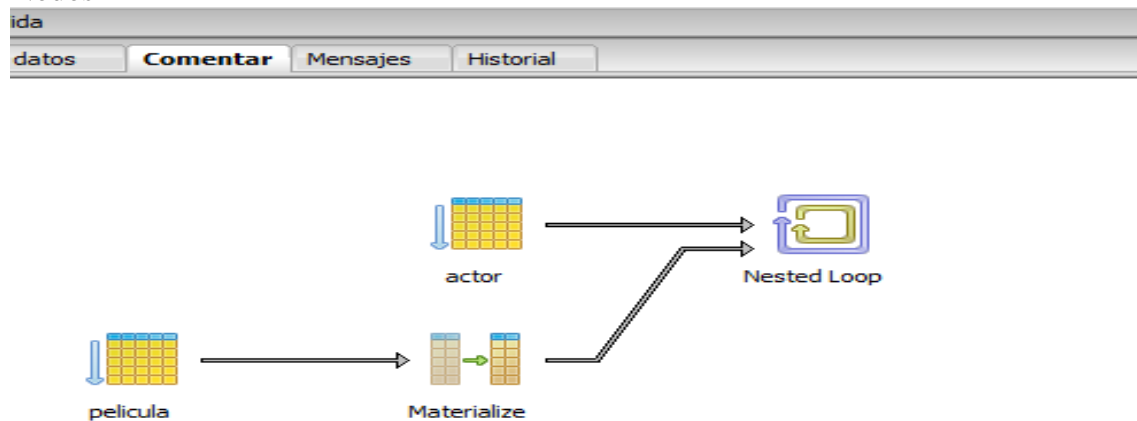 ida
datos Comentar Mensajes Historial
actor Nested Loop
pelicula Materialize